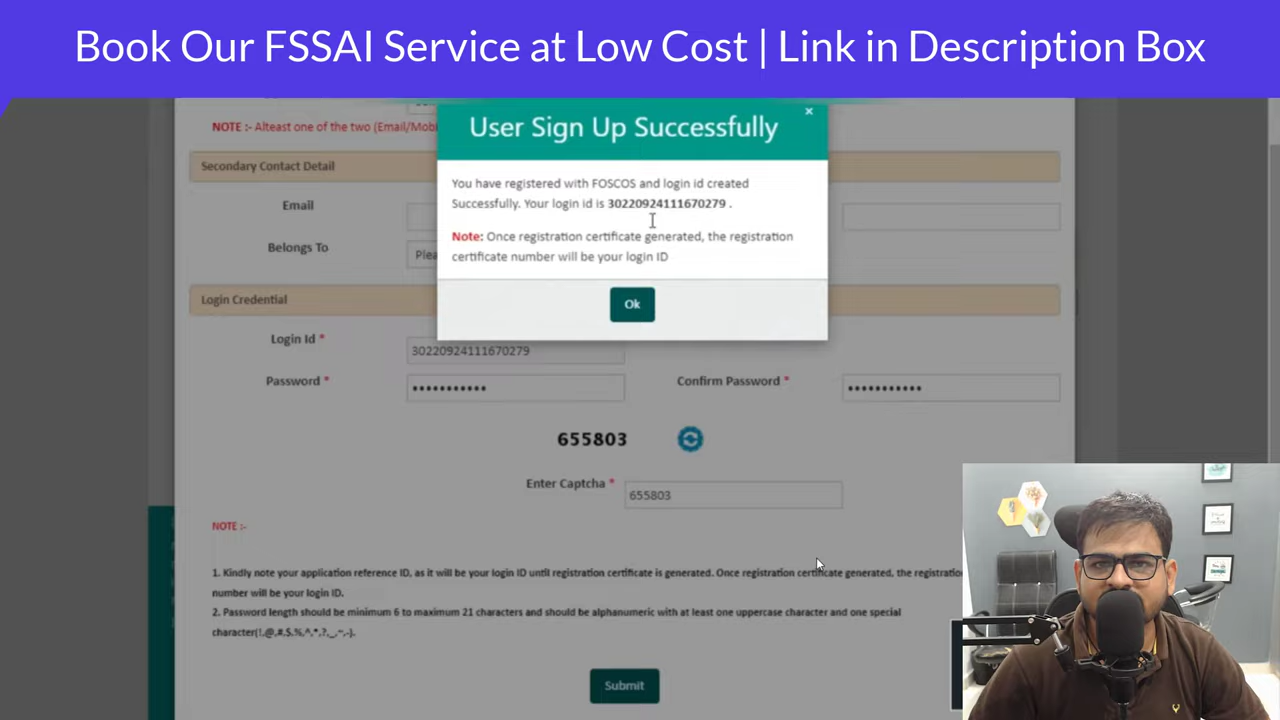 Book Our FSSAI Service at Low Cost | Link in Description Box
User Sign Up Successfully
×
NOTE :- Alteast one of the two (Email/Mobi
You have registered with FOSCOS and login id created
Successfully. Your login id is 30220924111670279 .
Note: Once registration certificate generated, the registration
certificate number will be your login ID
Ok
Secondary Contact Detail
Email
Belongs To
Plea
Login Credential
Login Id *
30220924111670279
Password *
•••••••••••
Confirm Password *
•••••••••••
655803
Enter Captcha *
655803
NOTE :-
1. Kindly note your application reference ID, as it will be your login ID until registration certificate is generated. Once registration certificate generated, the registratio
number will be your login ID.
2. Password length should be minimum 6 to maximum 21 characters and should be alphanumeric with at least one uppercase character and one special
character(!,@,#,$,%,^,*,?,_,~,-).
Submit